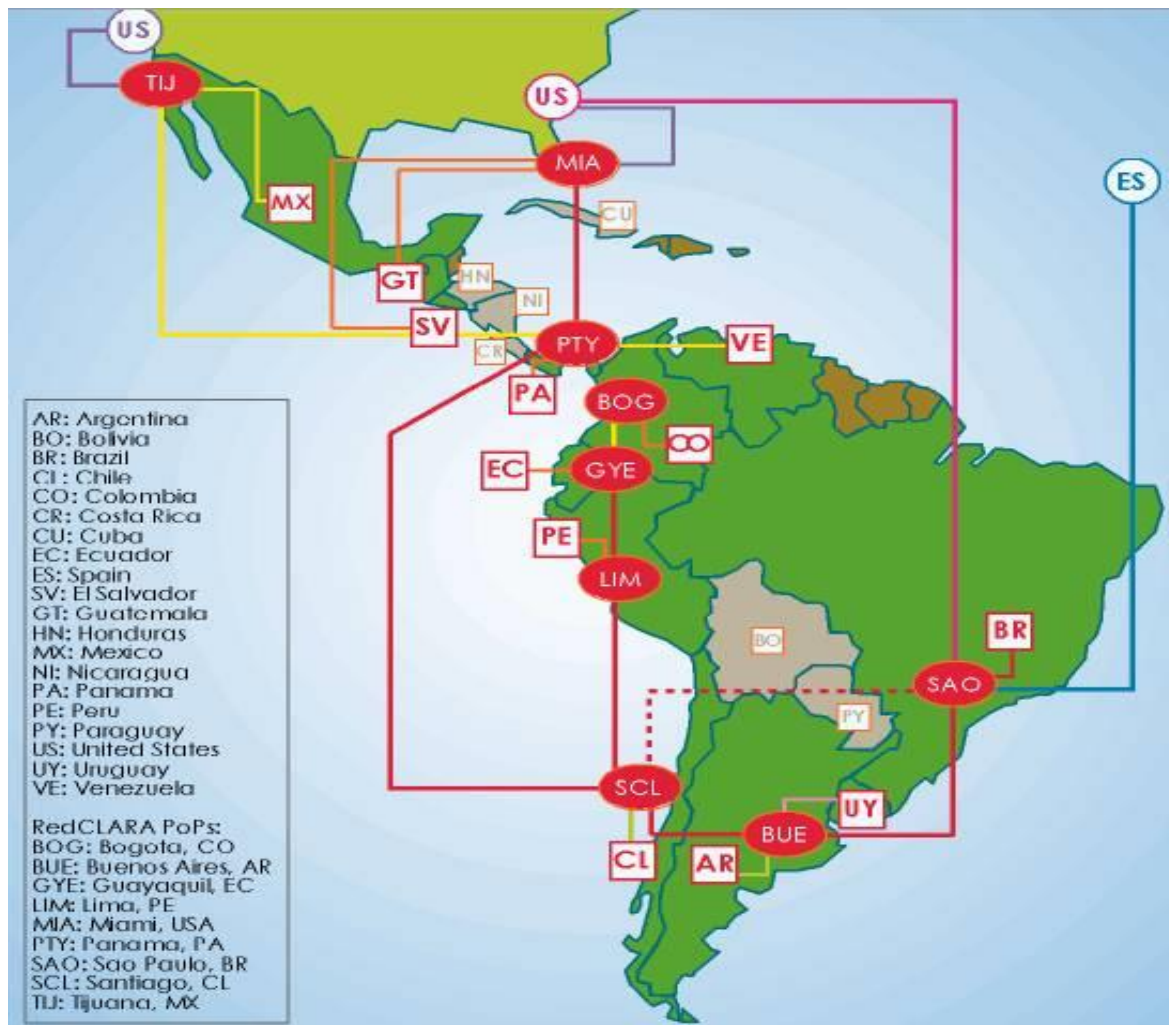 US
TIJ
US
MIA
ES
MX
CU
GT
HN
NI
SV
CR
PTY
VE
PA
BOG
CO
EC
GYE
PE
LIM
BO
BR
SAO
PY
SCL
UY
BUE
CL
AR
AR: Argentina
BO: Bolivia
BR: Brazil
CL: Chile
CO: Colombia
CR: Costa Rica
CU: Cuba
EC: Ecuador
ES: Spain
SV: El Salvador
GT: Guatemala
HN: Honduras
MX: Mexico
NI: Nicaragua
PA: Panama
PE: Peru
PY: Paraguay
US: United States
UY: Uruguay
VE: Venezuela
RedCLARA PoPs:
BOG: Bogota, CO
BUE: Buenos Aires, AR
GYE: Guayaquil, EC
LIM: Lima, PE
MIA: Miami, USA
PTY: Panama, PA
SAO: Sao Paulo, BR
SCL: Santiago, CL
TIJ: Tijuana, MX